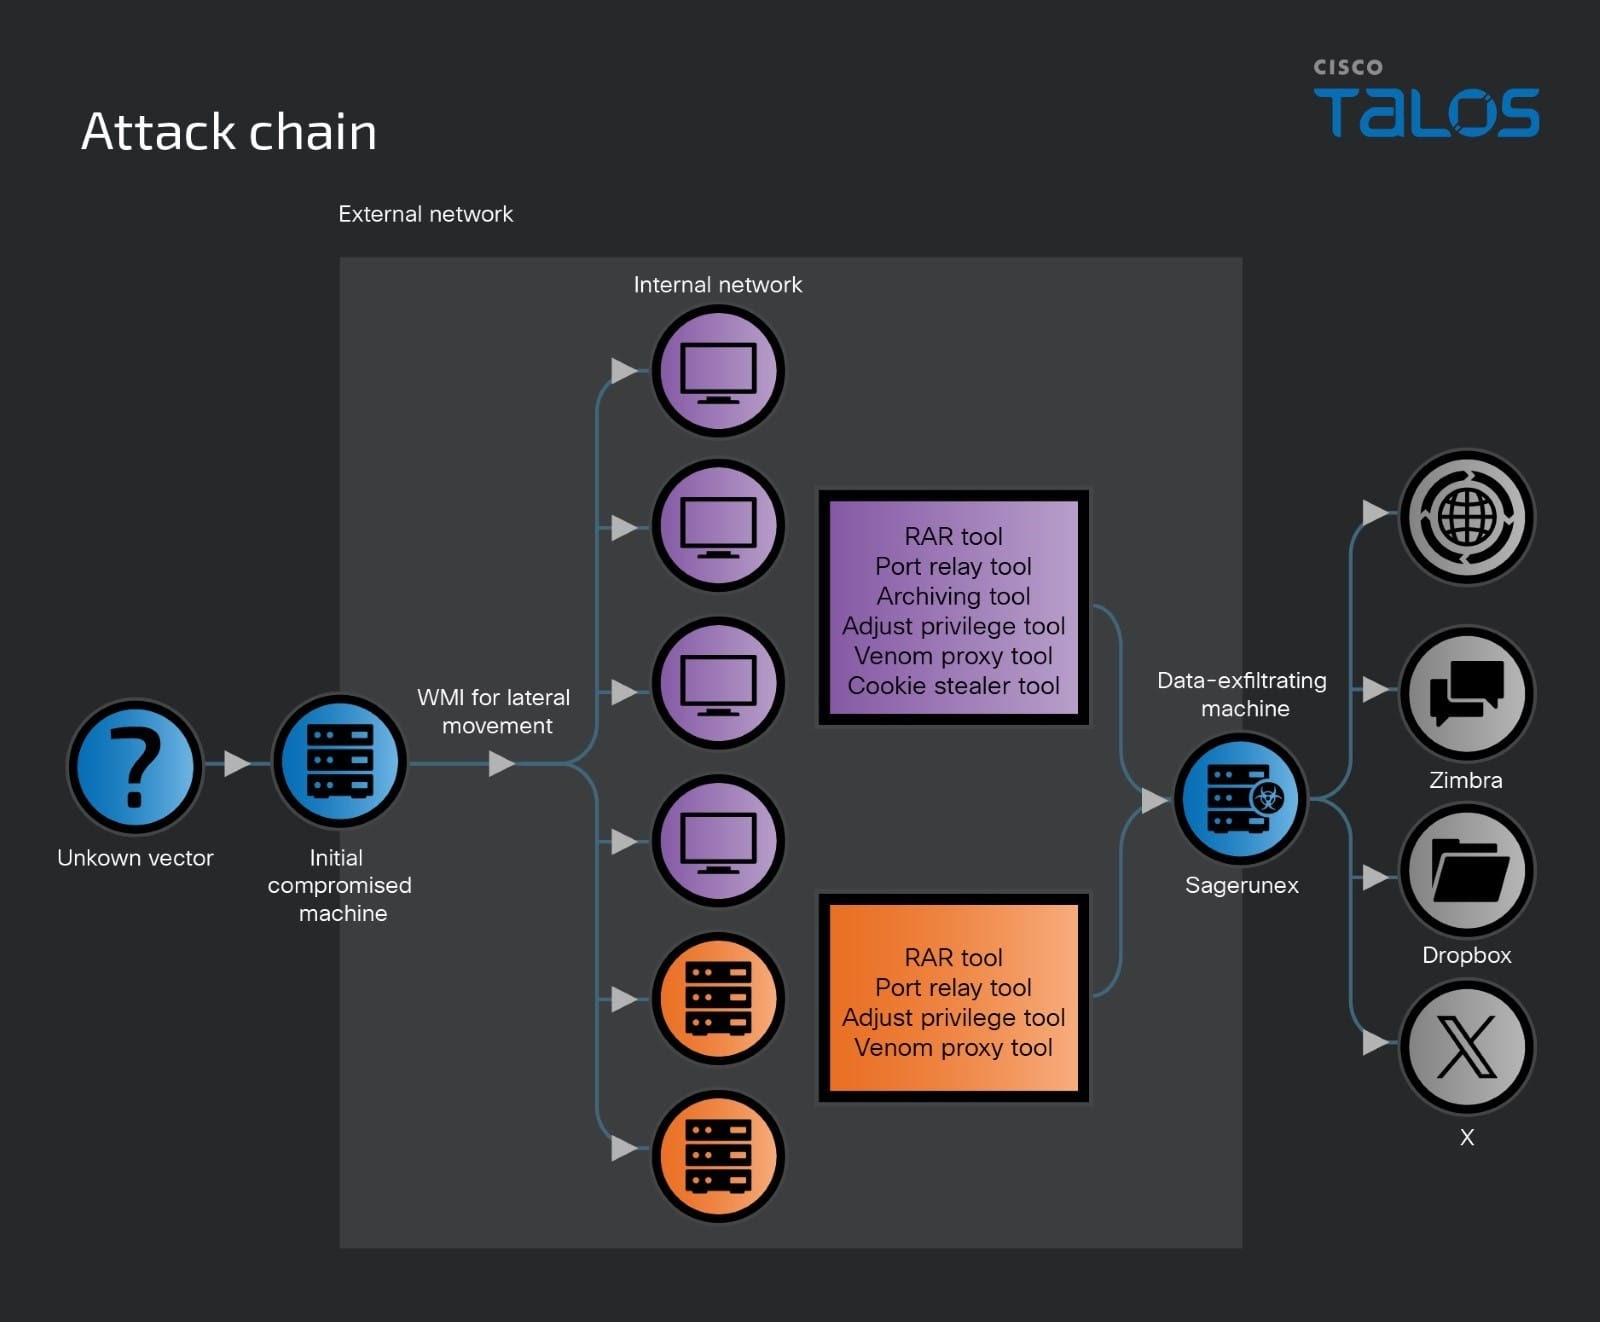 CISCO
TALOS
Attack chain
External network
Internal network
WMI for lateral
movement
Unkown vector
Initial
compromised
machine
RAR tool
Port relay tool
Archiving tool
Adjust privilege tool
Venom proxy tool
Cookie stealer tool
RAR tool
Port relay tool
Adjust privilege tool
Venom proxy tool
Data-exfiltrating
machine
Sagerunex
Zimbra
Dropbox
X